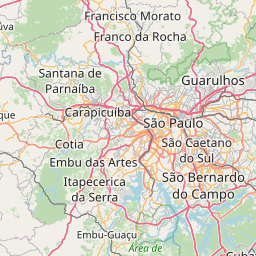 Francisco Morato
Franco da Rocha
Santana de
Parnaíba
Guarulhos
Carapicuíba
São Paulo
Cotia
São Caetano
do Sul
Embu das Artes
Itapecerica
da Serra
São Bernardo
do Campo
Embu-Guaçu
Área de